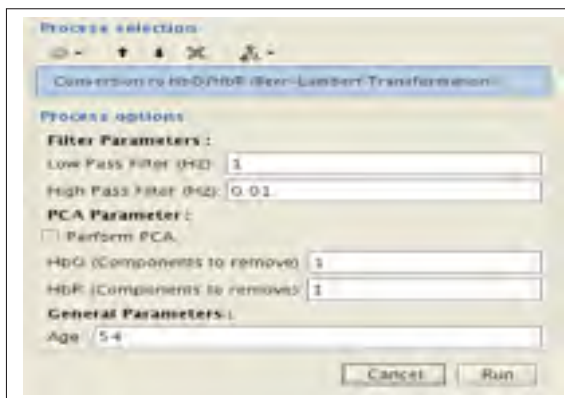 Process selection
Conversion to HbO/HbR (Beer-Lambert Transformation)
Process options
Filter Parameters :
Low Pass Filter (Hz): 1
High Pass Filter (Hz): 0.01
PCA Parameter :
Perform PCA
HbO (Components to remove) 1
HbR (Components to remove) 1
General Parameters :
Age 54
Cancel Run